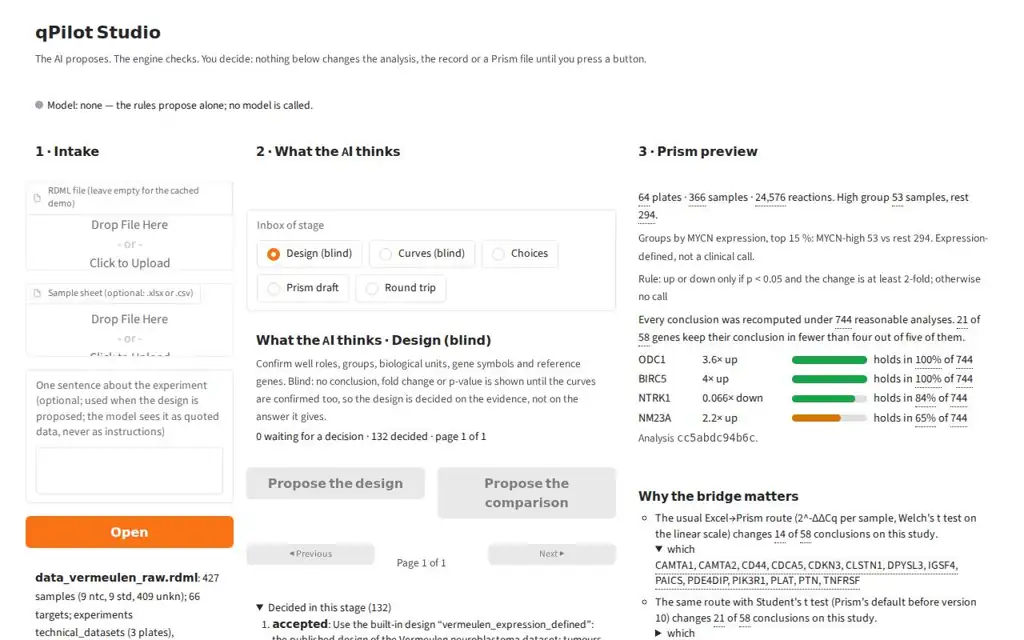 qPilot Studio
The AI proposes. The engine checks. You decide: nothing below changes the analysis, the record or a Prism file until you press a button.
Model: none — the rules propose alone; no model is called.
1 · Intake
RDML file (leave empty for the cached
demo)
Drop File Here
- or -
Click to Upload
Sample sheet (optional: .xlsx or .csv)
Drop File Here
- or -
Click to Upload
One sentence about the experiment
(optional; used when the design is
proposed; the model sees it as quoted
data, never as instructions)
Open
data_vermeulen_raw.rdml: 427
samples (9 ntc, 9 std, 409 unkn); 66
targets; experiments
technical_datasets (3 plates),
2 · What the AI thinks
Inbox of stage
Design (blind)
Curves (blind)
Choices
Prism draft
Round trip
What the AI thinks · Design (blind)
Confirm well roles, groups, biological units, gene symbols and reference
genes. Blind: no conclusion, fold change or p-value is shown until the curves
are confirmed too, so the design is decided on the evidence, not on the
answer it gives.
0 waiting for a decision · 132 decided · page 1 of 1
Propose the design
Propose the
comparison
◂ Previous
Page 1 of 1
Next ▸
▼ Decided in this stage (132)
1. accepted: Use the built-in design “vermeulen_expression_defined”:
the published design of the Vermeulen neuroblastoma dataset: tumours
3 · Prism preview
64 plates · 366 samples · 24,576 reactions. High group 53 samples, rest
294.
Groups by MYCN expression, top 15 %: MYCN-high 53 vs rest 294. Expression-
defined, not a clinical call.
Rule: up or down only if p < 0.05 and the change is at least 2-fold; otherwise
no call
Every conclusion was recomputed under 744 reasonable analyses. 21 of
58 genes keep their conclusion in fewer than four out of five of them.
ODC1 3.6× up holds in 100% of 744
BIRC5 4× up holds in 100% of 744
NTRK1 0.066× down holds in 84% of 744
NM23A 2.2× up holds in 65% of 744
Analysis cc5abdc94b6c.
Why the bridge matters
The usual Excel→Prism route (2^-ΔΔCq per sample, Welch's t test on
the linear scale) changes 14 of 58 conclusions on this study.
▼ which
CAMTA1, CAMTA2, CD44, CDCA5, CDKN3, CLSTN1, DPYSL3, IGSF4,
PAICS, PDE4DIP, PIK3R1, PLAT, PTN, TNFRSF
The same route with Student's t test (Prism's default before version
10) changes 21 of 58 conclusions on this study.
▶ which